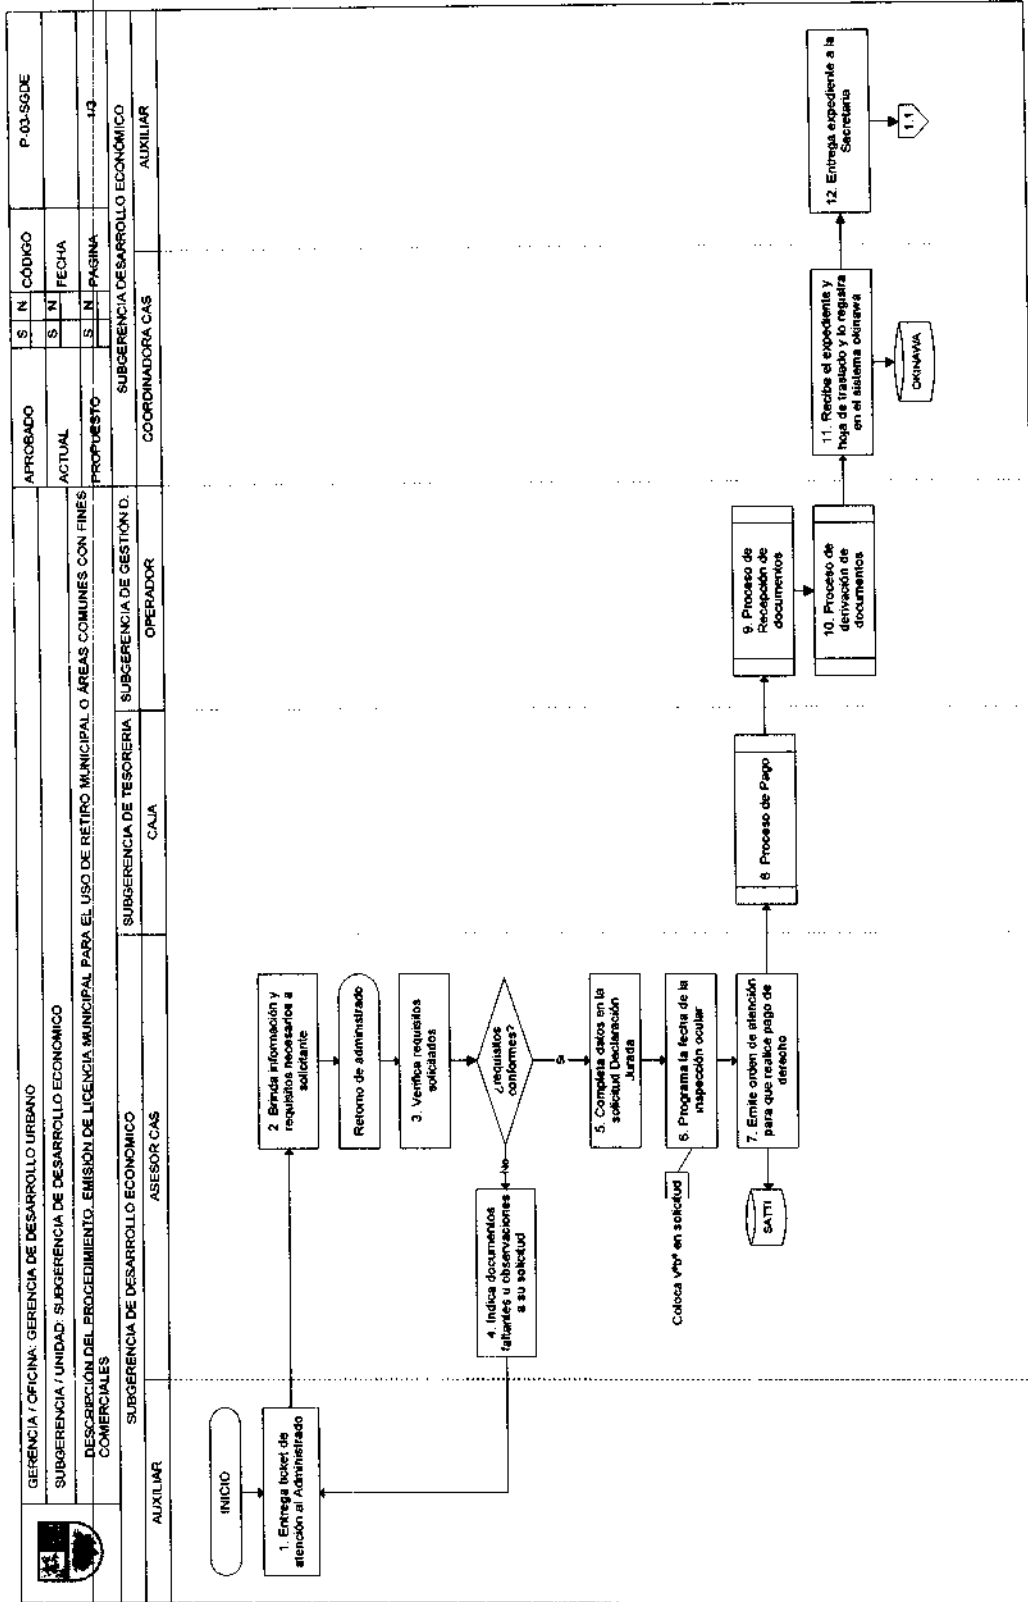 GERENCIA / OFICINA: GERENCIA DE DESARROLLO URBANO
APROBADO
S N CÓDIGO
P-03-SGDE
SUBGERENCIA / UNIDAD: SUBGERENCIA DE DESARROLLO ECONOMICO
ACTUAL
S N FECHA
DESCRIPCIÓN DEL PROCEDIMIENTO: EMISIÓN DE LICENCIA MUNICIPAL PARA EL USO DE RETIRO MUNICIPAL O ÁREAS COMUNES CON FINES
COMERCIALES
PROPUESTO
S N PAGINA
1/3
SUBGERENCIA DE DESARROLLO ECONOMICO
SUBGERENCIA DE TESORERIA
SUBGERENCIA DE GESTIÓN D.
SUBGERENCIA DESARROLLO ECONÓMICO
AUXILIAR
ASESOR CAS
CAJA
OPERADOR
COORDINADORA CAS
AUXILIAR
INICIO
1. Entrega ticket de
atención al Administrado
2 Brinda información y
requisitos necesarios a
solicitante
Retorno de administrado
3. Verifica requisitos
solicitados
¿requisitos
conformes?
No
Si
4. Indica documentos
faltantes u observaciones
a su solicitud
5. Completa datos en la
solicitud Declaración
Jurada
6. Programa la fecha de la
inspección ocular
Coloca v°b° en solicitud
7. Emite orden de atención
para que realice pago de
derecho
SATTI
8. Proceso de Pago
9. Proceso de
Recepción de
documentos
10. Proceso de
derivación de
documentos
11. Recibe el expediente y
hoja de traslado y lo registra
en el sistema okinawa
OKINAWA
12. Entrega expediente a la
Secretaria
1.1